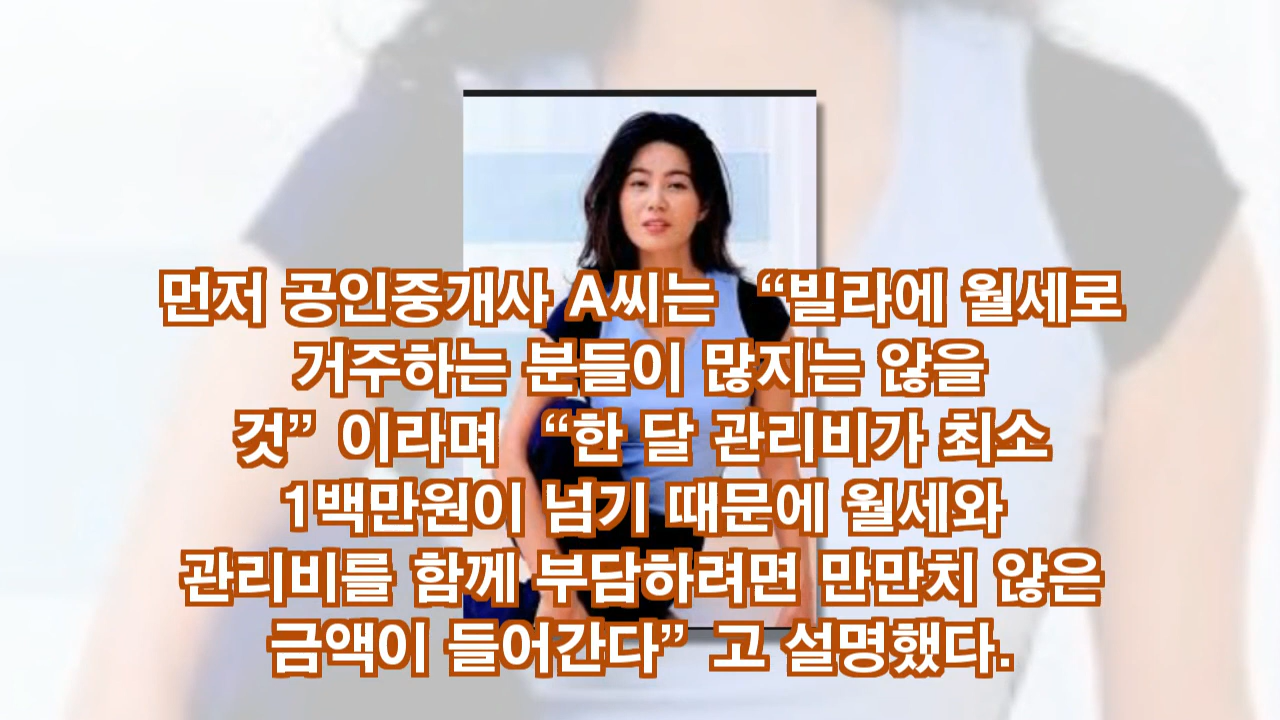 먼저 공인중개사 A씨는 “빌라에 월세로
거주하는 분들이 많지는 않을
것” 이라며 “한 달 관리비가 최소
1백만원이 넘기 때문에 월세와
관리비를 함께 부담하려면 만만치 않은
금액이 들어간다” 고 설명했다.